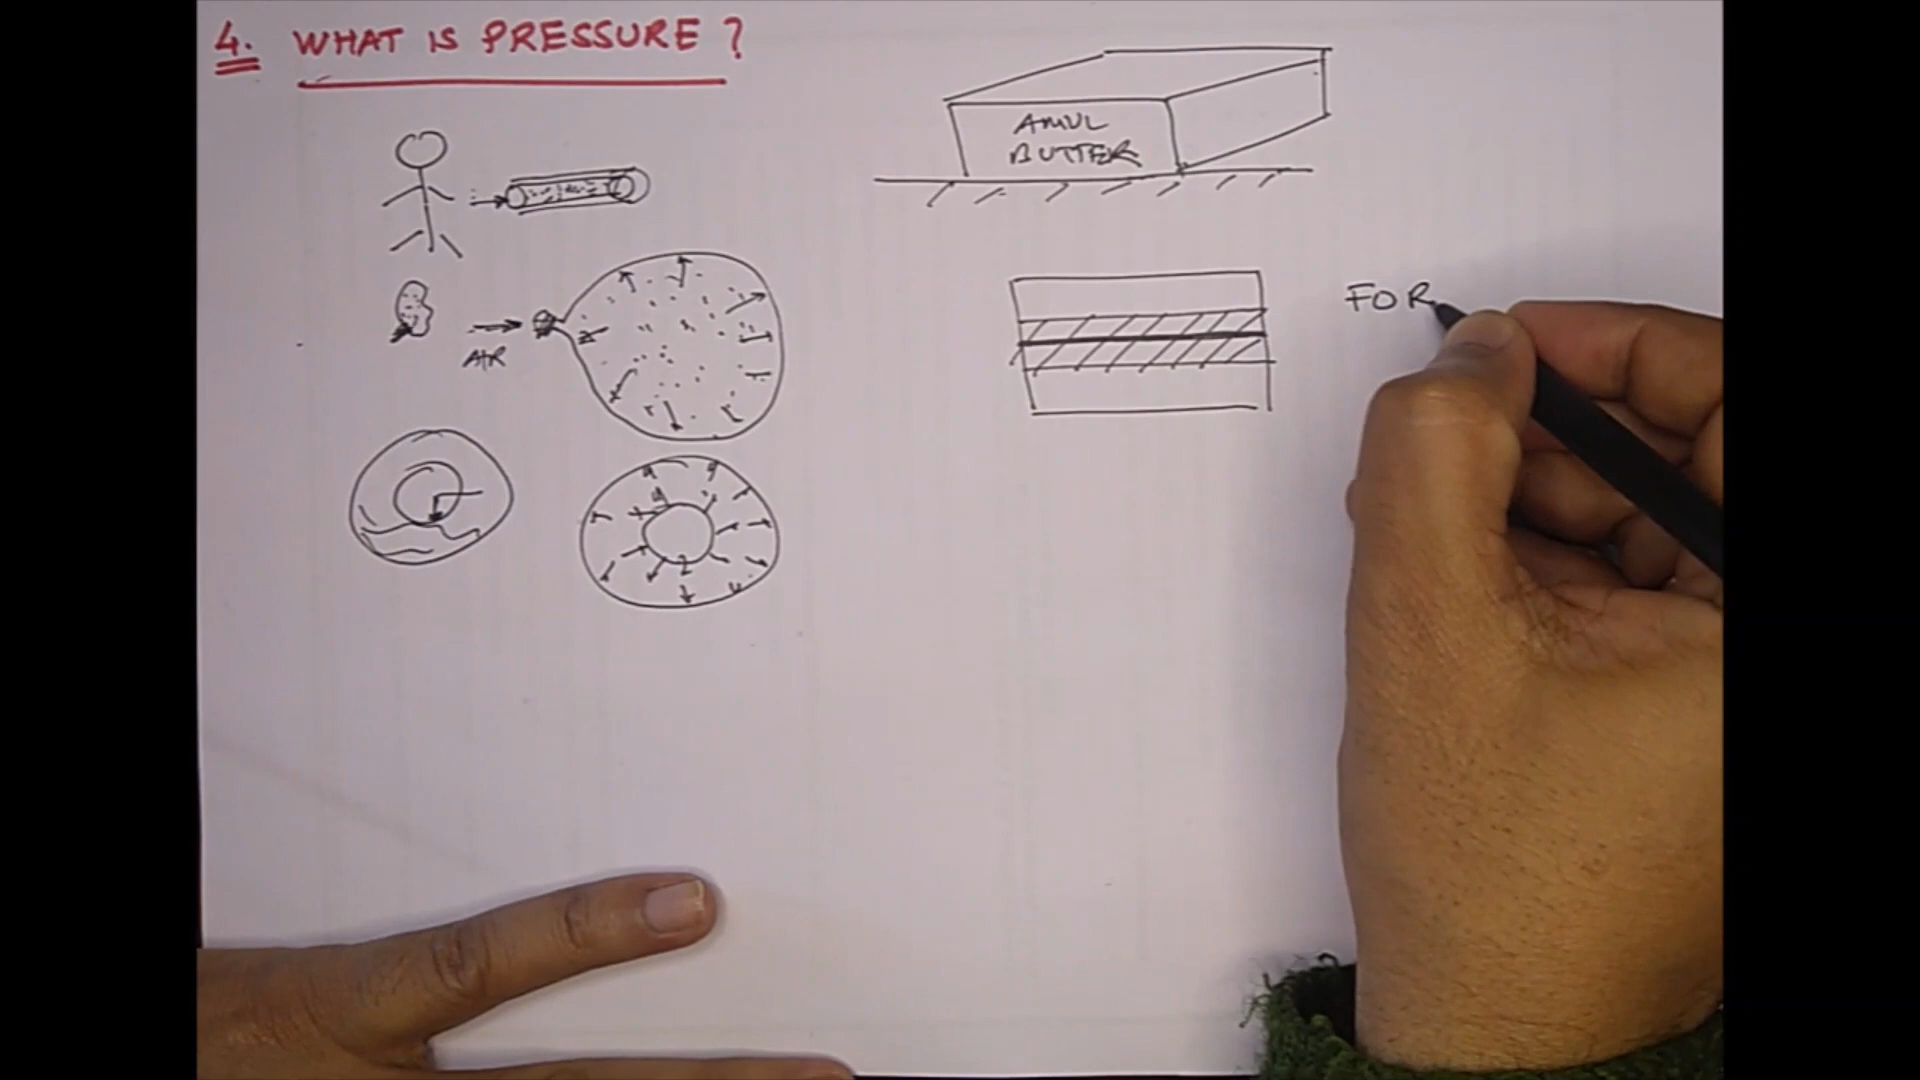 4. WHAT IS PRESSURE?
AMUL
BUTTER
AIR
FOR